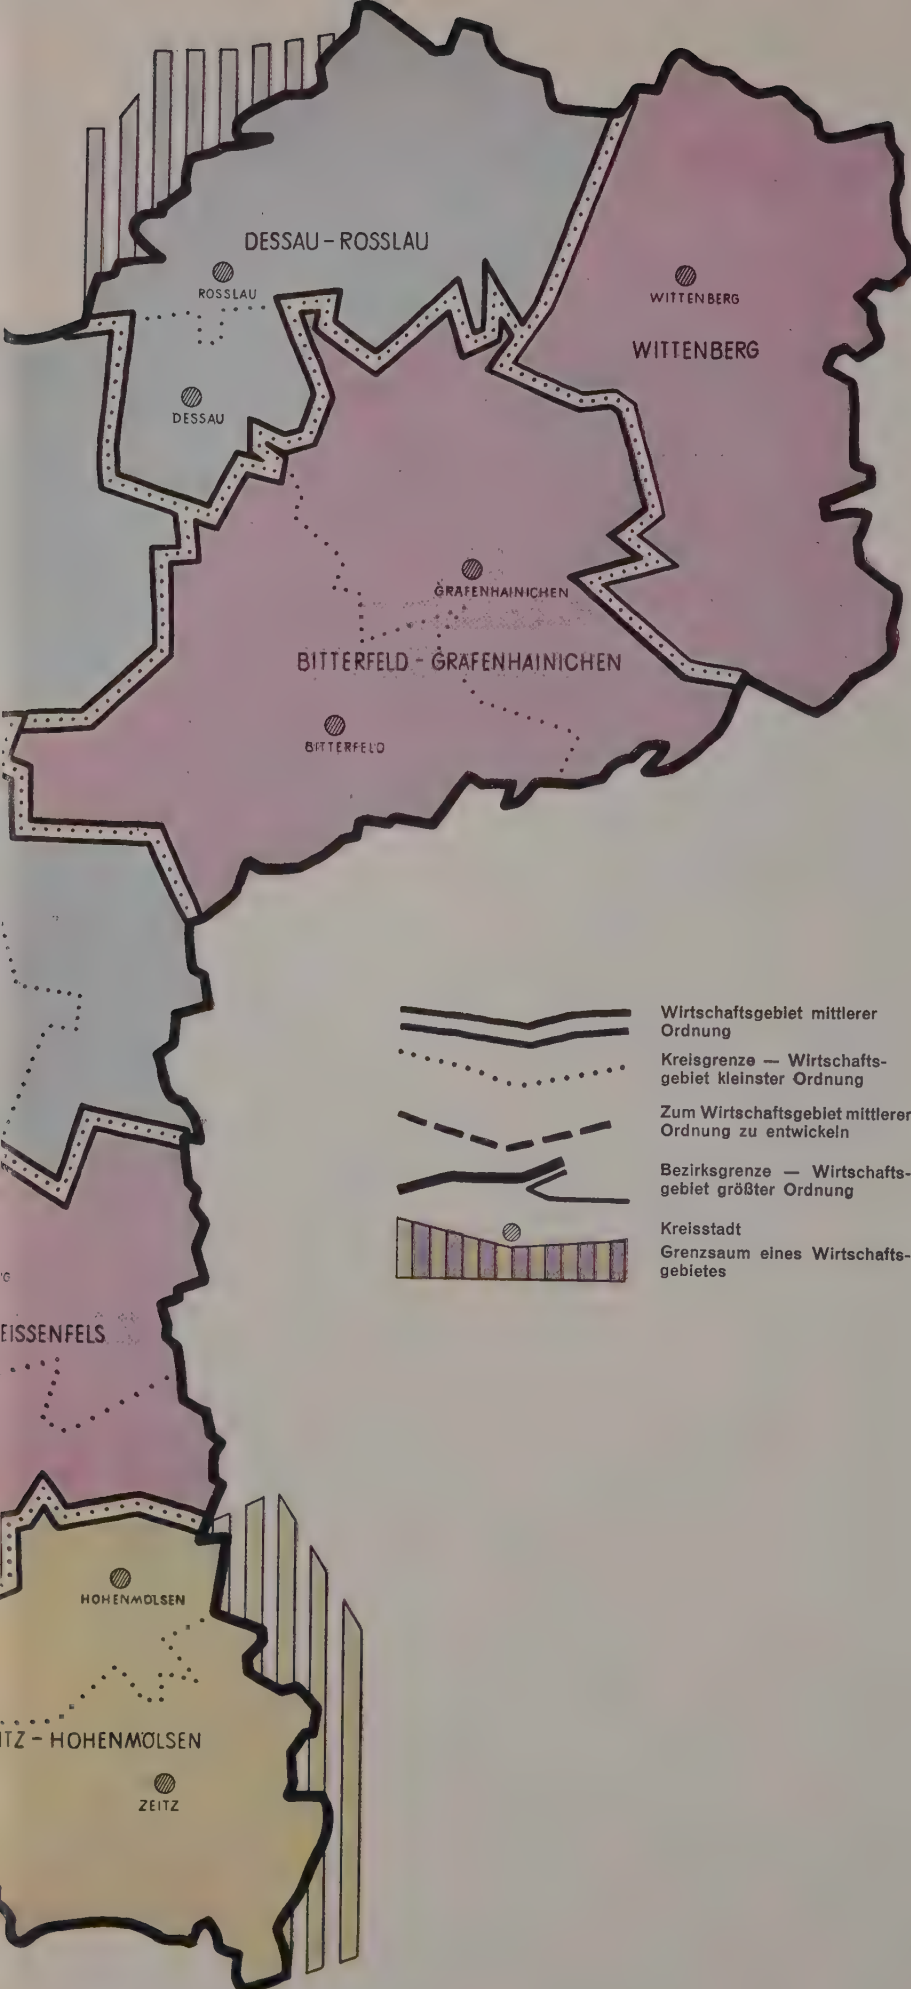 DESSAU – ROSSLAU
ROSSLAU
WITTENBERG
WITTENBERG
DESSAU
GRÄFENHAINICHEN
BITTERFELD – GRÄFENHAINICHEN
BITTERFELD
Wirtschaftsgebiet mittlerer
Ordnung
Kreisgrenze — Wirtschafts-
gebiet kleinster Ordnung
Zum Wirtschaftsgebiet mittlerer
Ordnung zu entwickeln
Bezirksgrenze — Wirtschafts-
gebiet größter Ordnung
Kreisstadt
Grenzsaum eines Wirtschafts-
gebietes
EISSENFELS
HOHENMÖLSEN
ITZ – HOHENMÖLSEN
ZEITZ